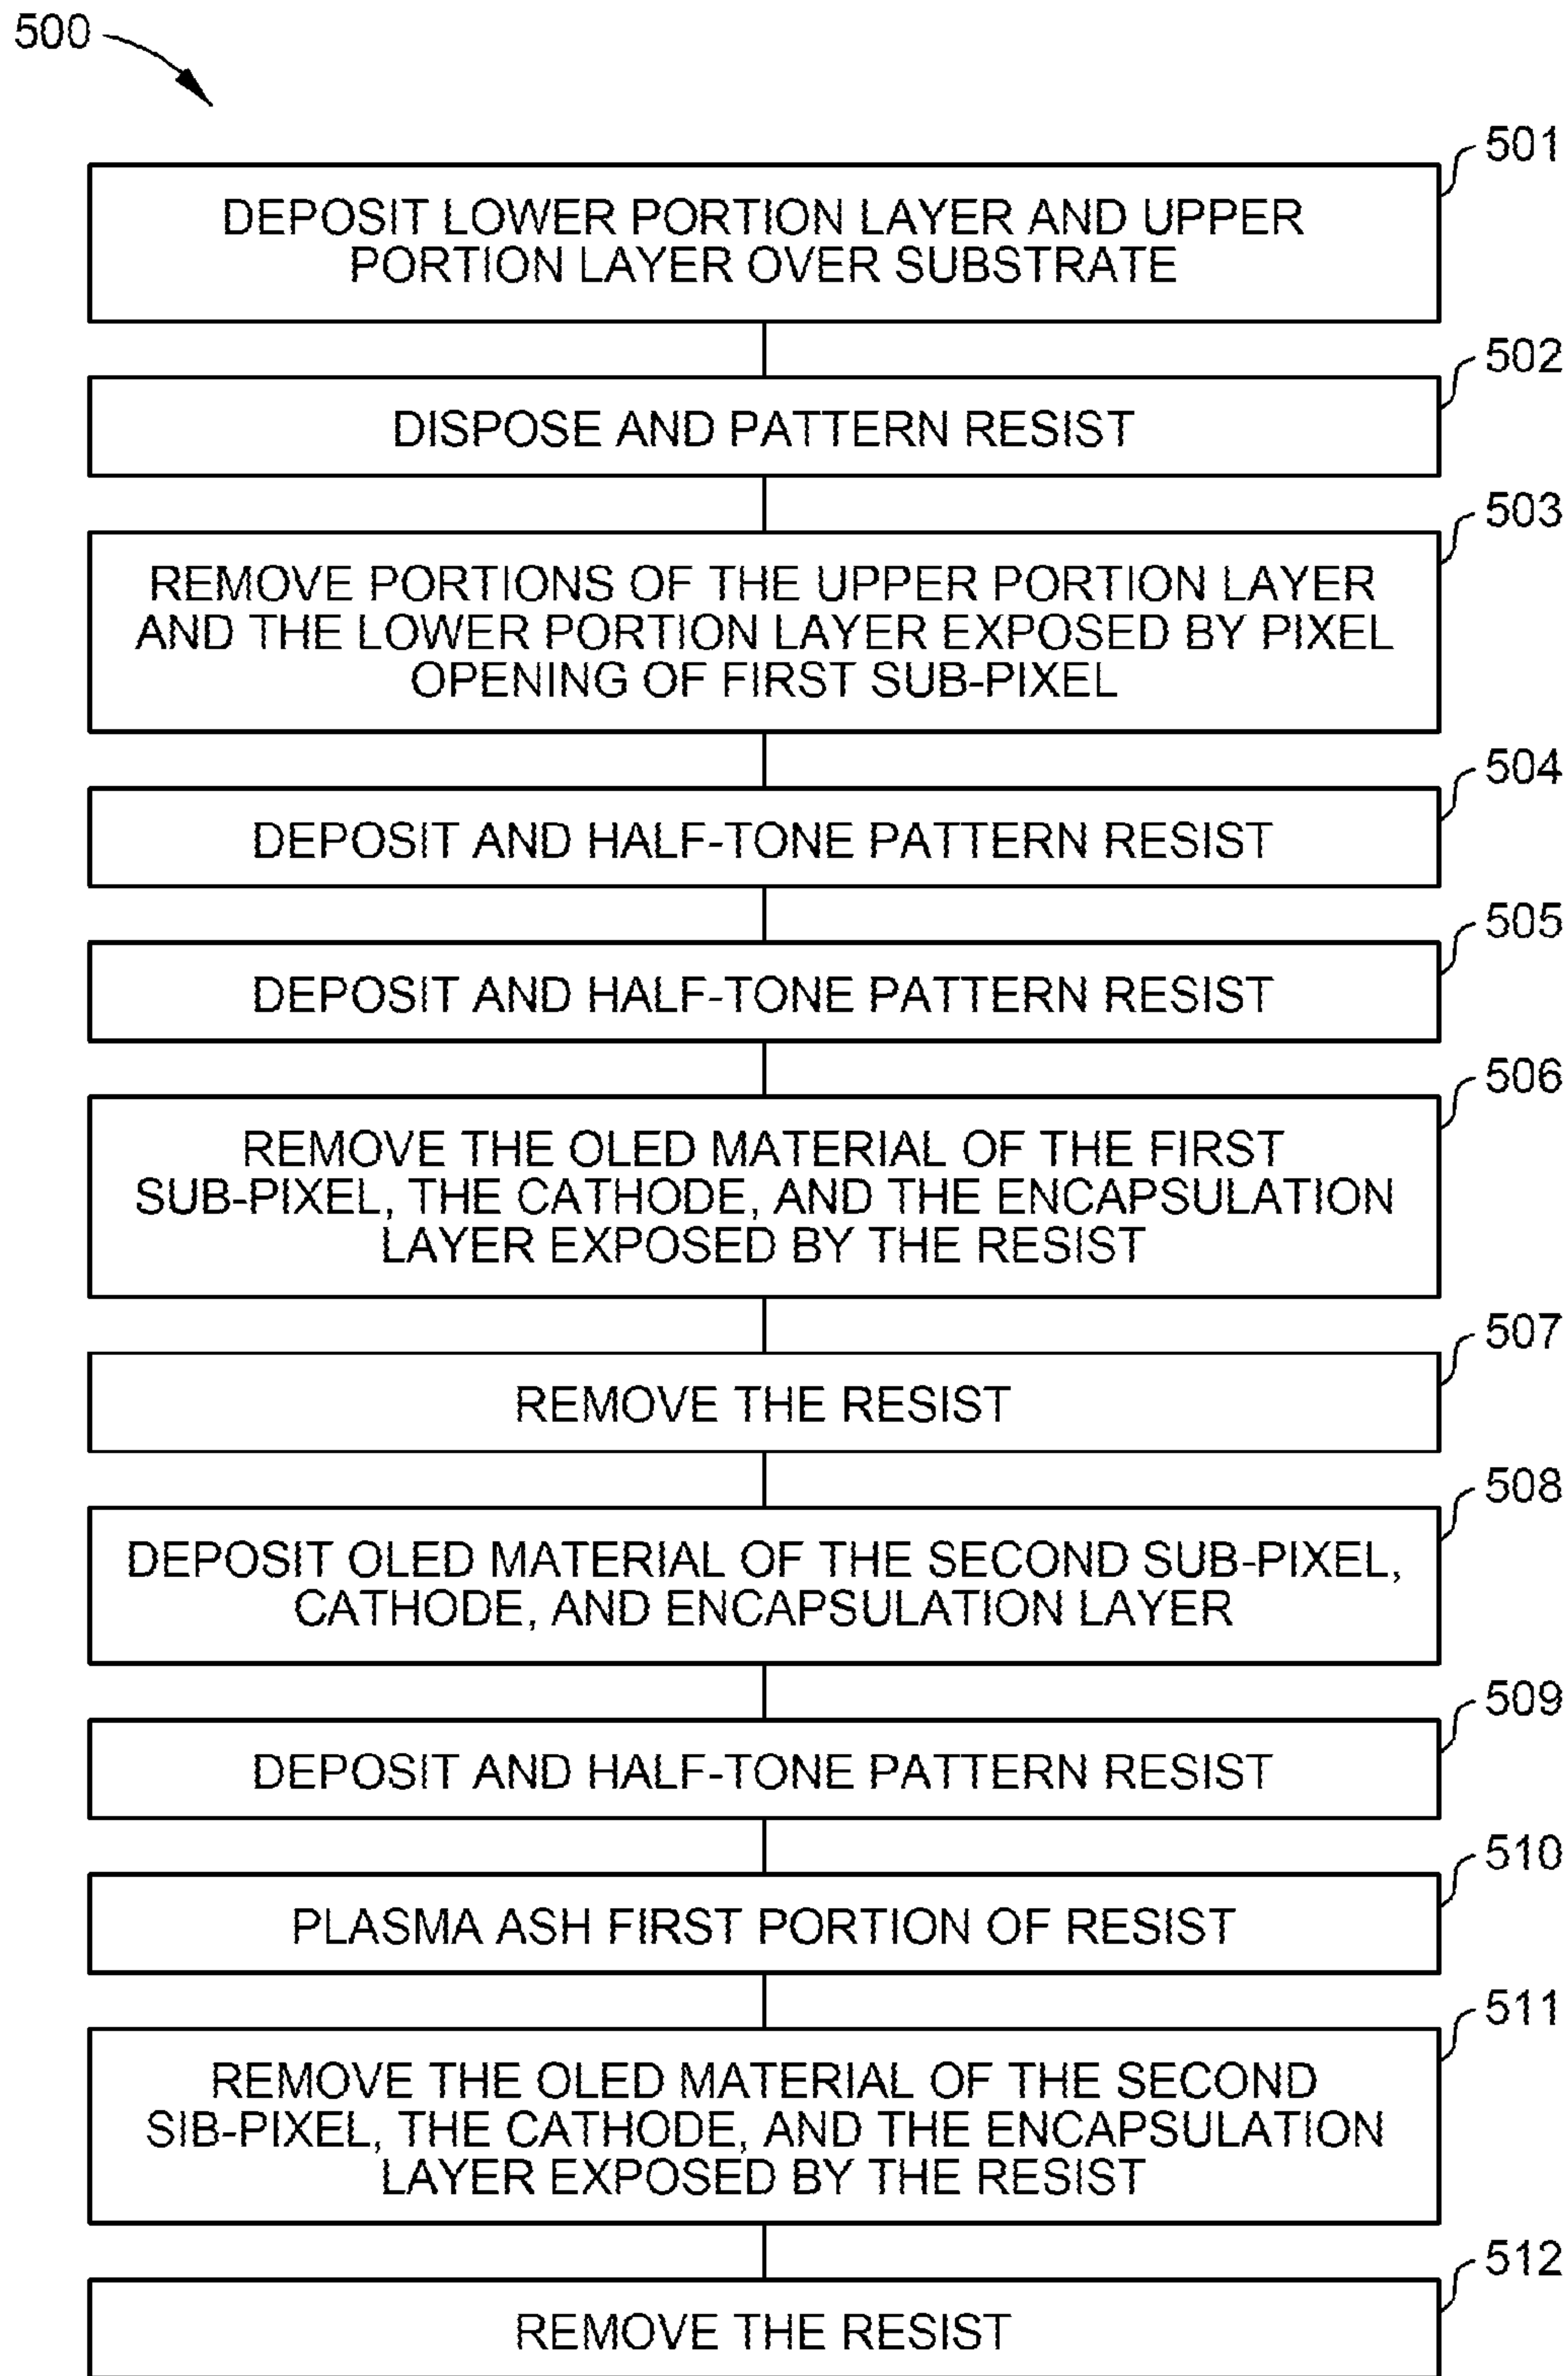 500
501
DEPOSIT LOWER PORTION LAYER AND UPPER
PORTION LAYER OVER SUBSTRATE
502
DISPOSE AND PATTERN RESIST
503
REMOVE PORTIONS OF THE UPPER PORTION LAYER
AND THE LOWER PORTION LAYER EXPOSED BY PIXEL
OPENING OF FIRST SUB-PIXEL
504
DEPOSIT AND HALF-TONE PATTERN RESIST
505
DEPOSIT AND HALF-TONE PATTERN RESIST
506
REMOVE THE OLED MATERIAL OF THE FIRST
SUB-PIXEL, THE CATHODE, AND THE ENCAPSULATION
LAYER EXPOSED BY THE RESIST
507
REMOVE THE RESIST
508
DEPOSIT OLED MATERIAL OF THE SECOND SUB-PIXEL,
CATHODE, AND ENCAPSULATION LAYER
509
DEPOSIT AND HALF-TONE PATTERN RESIST
510
PLASMA ASH FIRST PORTION OF RESIST
511
REMOVE THE OLED MATERIAL OF THE SECOND
SIB-PIXEL, THE CATHODE, AND THE ENCAPSULATION
LAYER EXPOSED BY THE RESIST
512
REMOVE THE RESIST